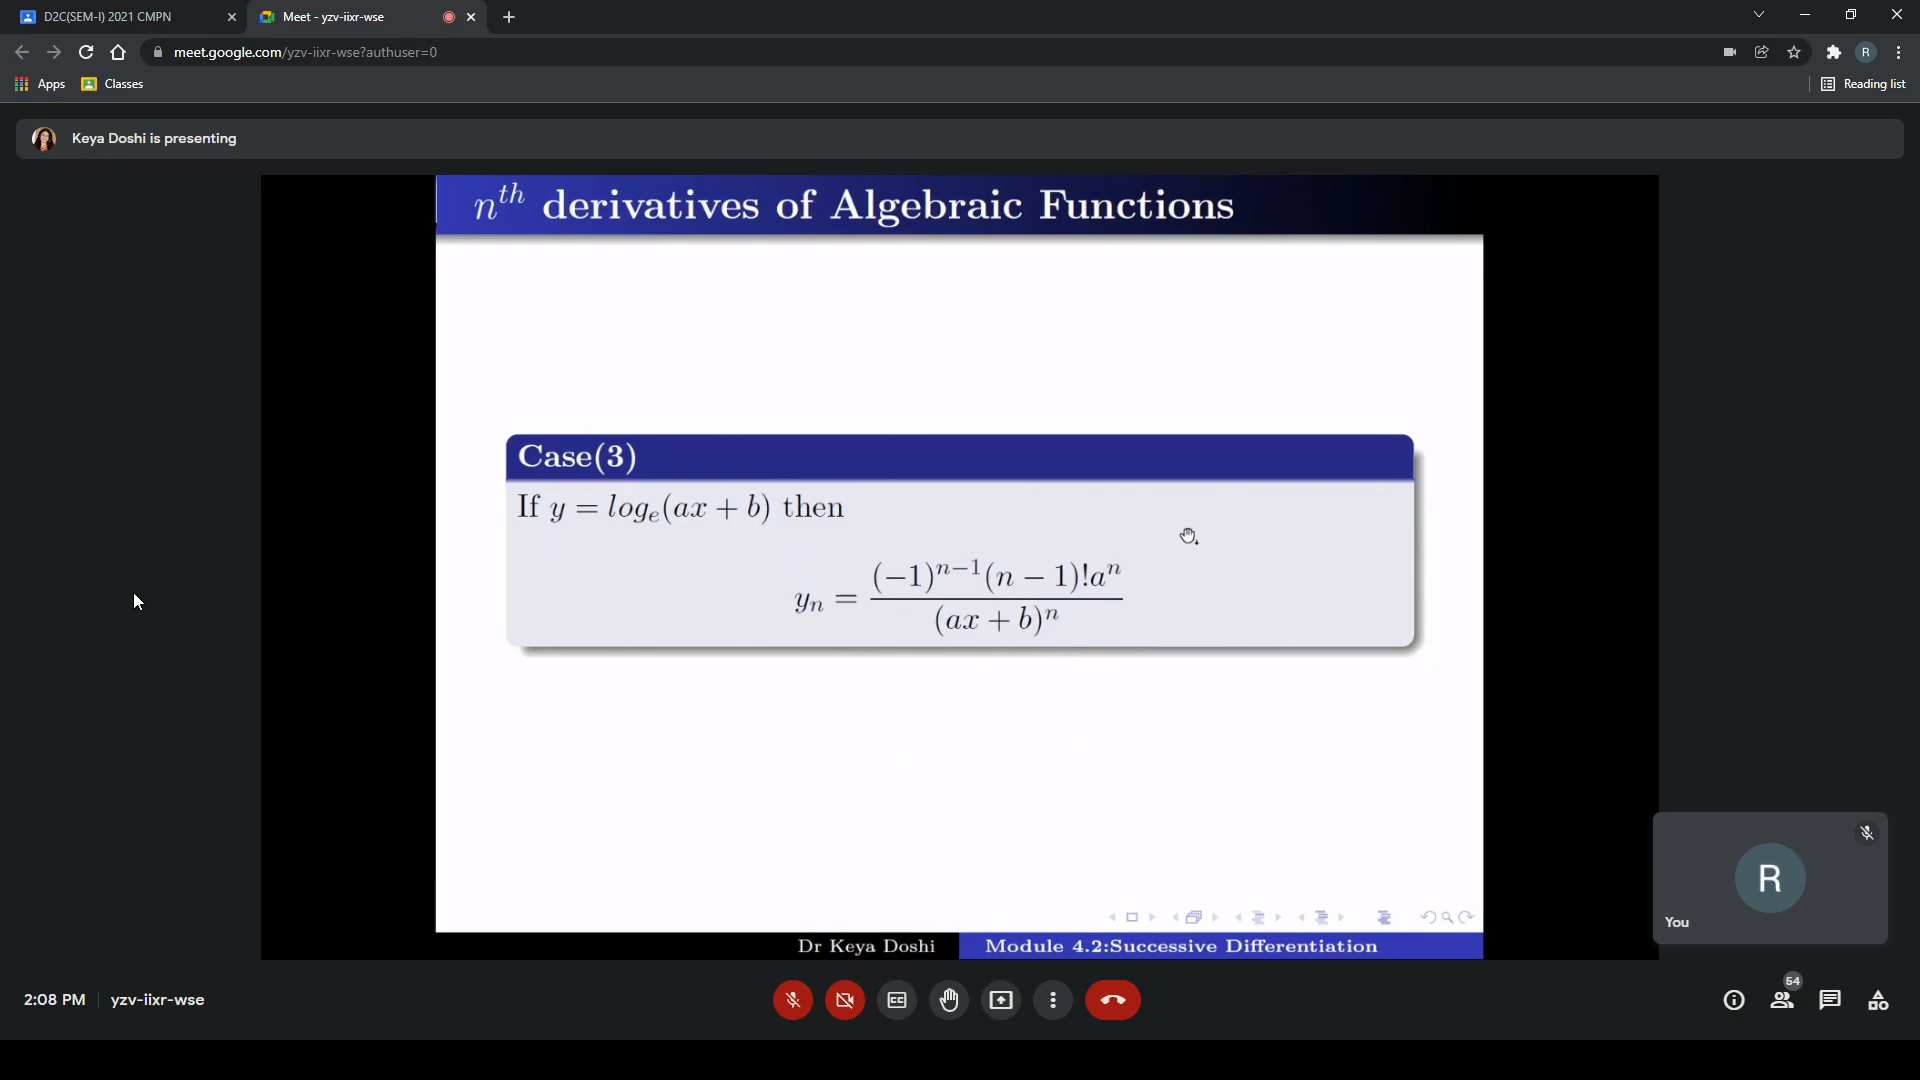 D2C(SEM-I) 2021 CMPN
Meet - yzv-iixr-wse
meet.google.com/yzv-iixr-wse?authuser=0
R
Apps
Classes
Reading list
Keya Doshi is presenting
n^{th} derivatives of Algebraic Functions
Case(3)
If y = log_e(ax + b) then
y_n = \frac{(-1)^{n-1}(n-1)!a^n}{(ax+b)^n}
R
You
Dr Keya Doshi
Module 4.2:Successive Differentiation
2:08 PM | yzv-iixr-wse
CC
54